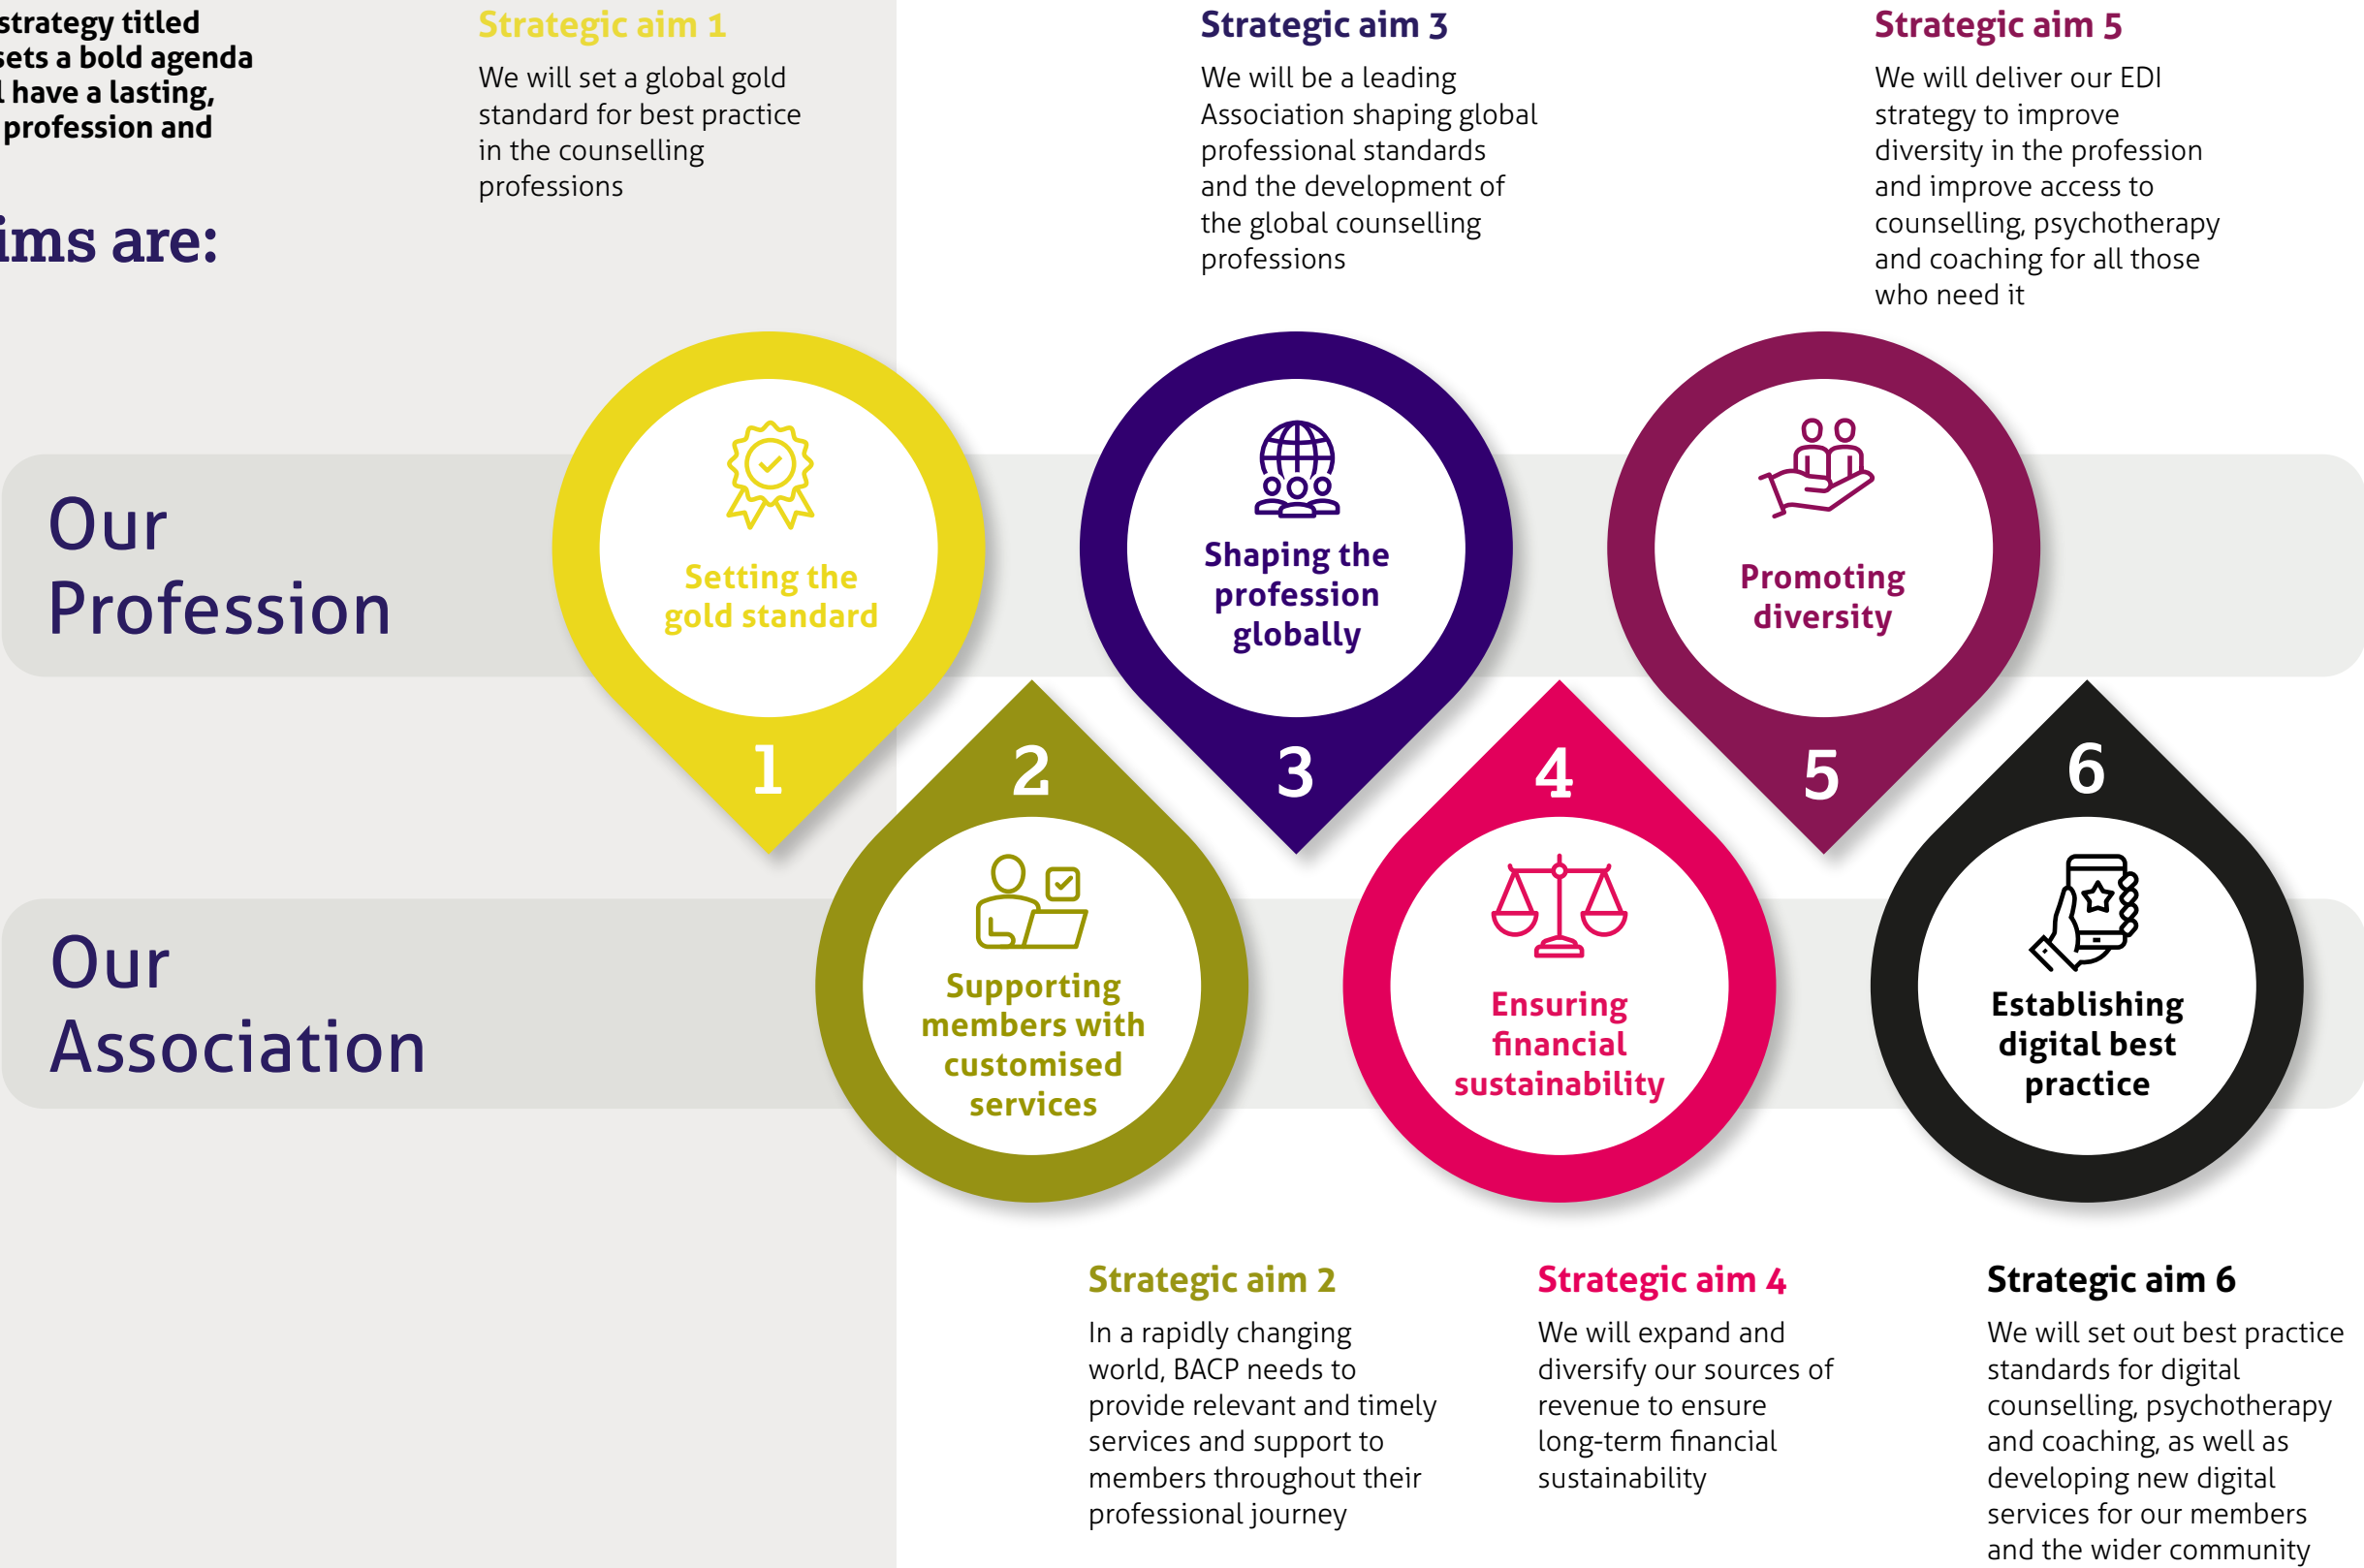 strategy titled
sets a bold agenda
have a lasting,
profession and
are:
Strategic aim 1
We will set a global gold
standard for best practice
in the counselling
professions
Strategic aim 3
We will be a leading
Association shaping global
professional standards
and the development of
the global counselling
professions
Strategic aim 5
We will deliver our EDI
strategy to improve
diversity in the profession
and improve access to
counselling, psychotherapy
and coaching for all those
who need it
Our
Profession
Setting the
gold standard
1
Shaping the
profession
globally
3
Promoting
diversity
5
Our
Association
2
Supporting
members with
customised
services
4
Ensuring
financial
sustainability
6
Establishing
digital best
practice
Strategic aim 2
In a rapidly changing
world, BACP needs to
provide relevant and timely
services and support to
members throughout their
professional journey
Strategic aim 4
We will expand and
diversify our sources of
revenue to ensure
long-term financial
sustainability
Strategic aim 6
We will set out best practice
standards for digital
counselling, psychotherapy
and coaching, as well as
developing new digital
services for our members
and the wider community